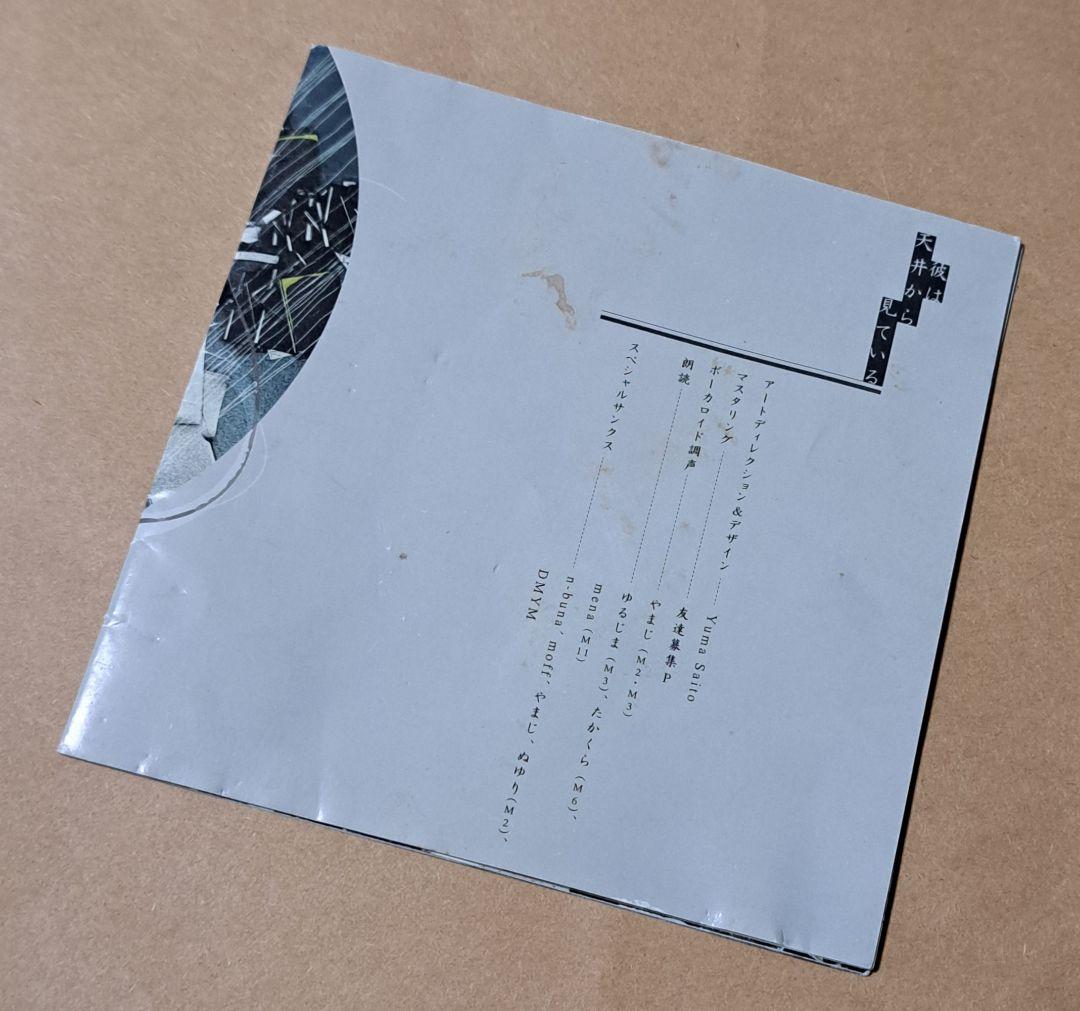 彼は
天井から
見ている
アートディレクション＆デザイン Yuma Saito
マスタリング 友達募集P
ボーカロイド調声 やまじ（M2・M3）
朗読 ゆるじま（M3）、たかくら（M6）、
mena（M11）
スペシャルサンクス n-buna、moff、やまじ、ぬゆり（M2）、
DMYM